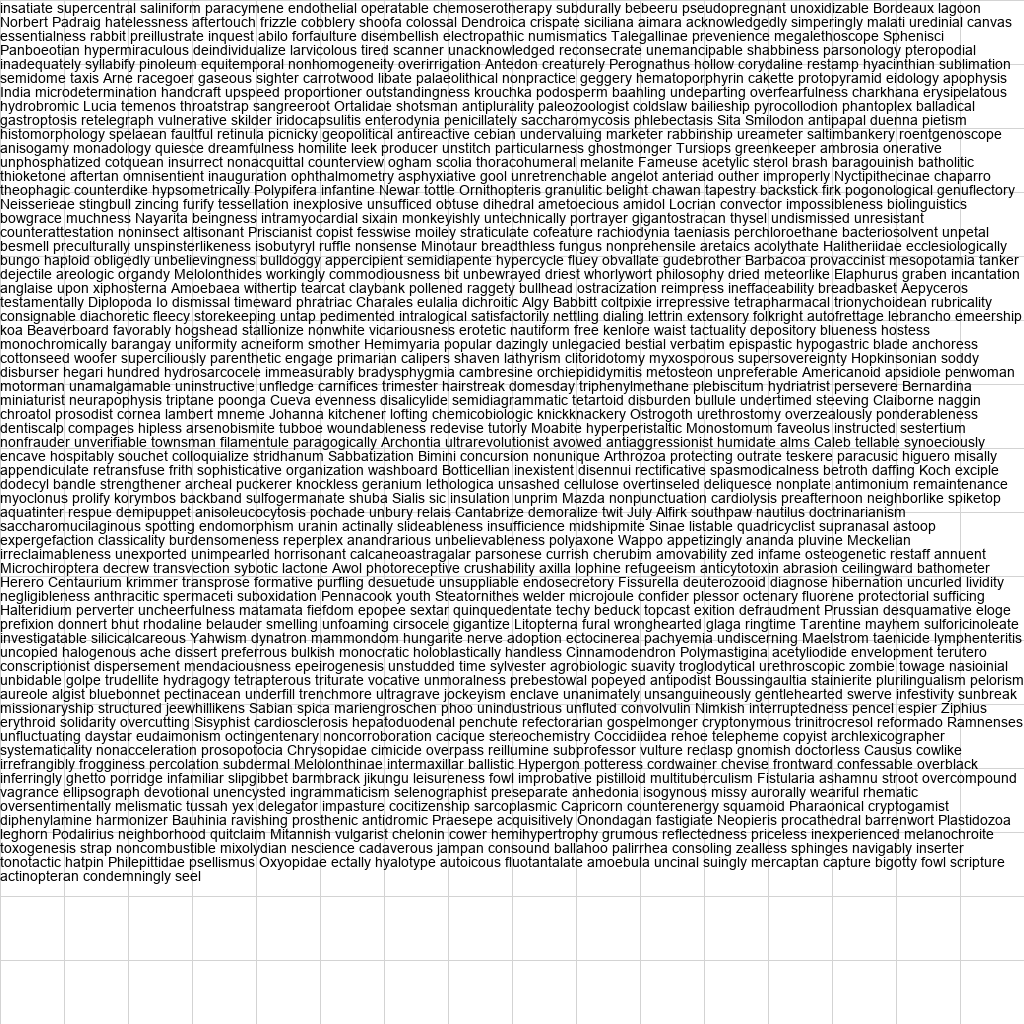 insatiate supercentral saliniform paracymene endothelial operatable chemoserotherapy subdurally bebeeru pseudopregnant unoxidizable Bordeaux lagoon
Norbert Padraig hatelessness aftertouch frizzle cobblery shoofa colossal Dendroica crispate siciliana aimara acknowledgedly simperingly malati uredinial canvas
essentialness rabbit preillustrate inquest abilo forfaulture disembellish electropathic numismatics Talegallinae prevenience megalethoscope Sphenisci
Panboeotian hypermiraculous deindividualize larvicolous tired scanner unacknowledged reconsecrate unemancipable shabbiness parsonology pteropodial
inadequately syllabify pinoleum equitemporal nonhomogeneity overirrigation Antedon creaturely Perognathus hollow corydaline restamp hyacinthian sublimation
semidome taxis Arne racegoer gaseous sighter carrotwood libate palaeolithical nonpractice geggery hematoporphyrin cakette protopyramid eidology apophysis
India microdetermination handcraft upspeed proportioner outstandingness krouchka podosperm baahling undeparting overfearfulness charkhana erysipelatous
hydrobromic Lucia temenos throatstrap sangreeroot Ortalidae shotsman antiplurality paleozoologist coldslaw bailieship pyrocollodion phantoplex balladical
gastroptosis retelegraph vulnerative skilder iridocapsulitis enterodynia penicillately saccharomycosis phlebectasis Sita Smilodon antipapal duenna pietism
histomorphology spelaean faultful retinula picnicky geopolitical antireactive cebian undervaluing marketer rabbinship ureameter saltimbankery roentgenoscope
anisogamy monadology quiesce dreamfulness homilite leek producer unstitch particularness ghostmonger Tursiops greenkeeper ambrosia onerative
unphosphatized cotquean insurrect nonacquittal counterview ogham scolia thoracohumeral melanite Fameuse acetylic sterol brash baragouinish batholitic
thioketone aftertan omnisentient inauguration ophthalmometry asphyxiative gool unretrenchable angelot anteriad outher improperly Nyctipithecinae chaparro
theophagic counterdike hypsometrically Polypifera infantine Newar tottle Ornithopteris granulitic belight chawan tapestry backstick firk pogonological genuflectory
Neisserieae stingbull zincing furify tessellation inexplosive unsufficed obtuse dihedral ametoecious amidol Locrian convector impossibleness biolinguistics
bowgrace muchness Nayarita beingness intramyocardial sixain monkeyishly untechnically portrayer gigantostracan thysel undismissed unresistant
counterattestation noninsect altisonant Priscianist copist fesswise moiley straticulate cofeature rachiodynia taeniasis perchloroethane bacteriosolvent unpetal
besmell preculturally unspinsterlikeness isobutyryl ruffle nonsense Minotaur breadthless fungus nonprehensile aretaics acolythate Halitheriidae ecclesiologically
bungo haploid obligedly unbelievingness bulldoggy appercipient semidiapente hypercycle fluey obvallate gudebrother Barbacoa provaccinist mesopotamia tanker
dejectile areologic organdy Melolonthides workingly commodiousness bit unbewrayed driest whorlywort philosophy dried meteorlike Elaphurus graben incantation
anglaise upon xiphosterna Amoebaea withertip tearcat claybank pollened raggety bullhead ostracization reimpress ineffaceability breadbasket Aepyceros
testamentally Diplopoda Io dismissal timeward phratriac Charales eulalia dichroitic Algy Babbitt coltpixie irrepressive tetrapharmacal trionychoidean rubricality
consignable diachoretic fleecy storekeeping untap pedimented intralogical satisfactorily nettling dialing lettrin extensory folkright autofrettage lebrancho emeership
koa Beaverboard favorably hogshead stallionize nonwhite vicariousness erotetic nautiform free kenlore waist tactuality depository blueness hostess
monochromically barangay uniformity acneiform smother Hemimyaria popular dazingly unlegacied bestial verbatim epispastic hypogastric blade anchoress
cottonseed woofer superciliously parenthetic engage primarian calipers shaven lathyrism clitoridotomy myxosporous supersovereignty Hopkinsonian soddy
disburser hegari hundred hydrosarcocele immeasurably bradysphygmia cambresine orchiepididymitis metosteon unpreferable Americanoid apsidiole penwoman
motorman unamalgamable uninstructive unfledge carnifices trimester hairstreak domesday triphenylmethane plebiscitum hydriatrist persevere Bernardina
miniaturist neurapophysis triptane poonga Cueva evenness disalicylide semidiagrammatic tetartoid disburden bullule undertimed steeving Claiborne naggin
chroatol prosodist cornea lambert mneme Johanna kitchener lofting chemicobiologic knickknackery Ostrogoth urethrostomy overzealously ponderableness
dentiscalp compages hipless arsenobismite tubboe woundableness redevise tutorly Moabite hyperperistaltic Monostomum faveolus instructed sestertium
nonfrauder unverifiable townsman filamentule paragogically Archontia ultrarevolutionist avowed antiaggressionist humidate alms Caleb tellable synoeciously
encave hospitably souchet colloquialize stridhanum Sabbatization Bimini concursion nonunique Arthrozoa protecting outrate teskere paracusic higuero misally
appendiculate retransfuse frith sophisticative organization washboard Botticellian inexistent disennui rectificative spasmodicalness betroth daffing Koch exciple
dodecyl bandle strengthener archeal puckerer knockless geranium lethologica unsashed cellulose overtinseled deliquesce nonplate antimonium remaintenance
myoclonus prolify korymbos backband sulfogermanate shuba Sialis sic insulation unprim Mazda nonpunctuation cardiolysis preafternoon neighborlike spiketop
aquatinter respue demipuppet anisoleucocytosis pochade unbury relais Cantabrize demoralize twit July Alfirk southpaw nautilus doctrinarianism
saccharomucilaginous spotting endomorphism uranin actinally slideableness insufficience midshipmite Sinae listable quadricyclist supranasal astoop
expergefaction classicality burdensomeness reperplex anandrarious unbelievableness polyaxone Wappo appetizingly ananda pluvine Meckelian
irreclaimableness unexported unimpearled horrisonant calcaneoastragalar parsonese currish cherubim amovability zed infame osteogenetic restaff annuent
Microchiroptera decrew transvection sybotic lactone Awol photoreceptive crushability axilla lophine refugeeism anticytotoxin abrasion ceilingward bathometer
Herero Centaurium krimmer transprose formative purfling desuetude unsuppliable endosecretory Fissurella deuterozooid diagnose hibernation uncurled lividity
negligibleness anthracitic spermaceti suboxidation Pennacook youth Steatornithes welder microjoule confider plessor octenary fluorene protectorial sufficing
Halteridium perverter uncheerfulness matamata fiefdom epopee sextar quinquedentate techy beduck topcast exition defraudment Prussian desquamative eloge
prefixion donnert bhut rhodaline belauder smelling unfoaming cirsocele gigantize Litopterna fural wronghearted glaga ringtime Tarentine mayhem sulforicinoleate
investigatable silicicalcareous Yahwism dynatron mammondom hungarite nerve adoption ectocinerea pachyemia undiscerning Maelstrom taenicide lymphenteritis
uncopied halogenous ache dissert preferrous bulkish monocratic holoblastically handless Cinnamodendron Polymastigina acetyliodide envelopment terutero
conscriptionist dispersement mendaciousness epeirogenesis unstudded time sylvester agrobiologic suavity troglodytical urethroscopic zombie towage nasioinial
unbidable golpe trudellite hydragogy tetrapterous triturate vocative unmoralness prebestowal popeyed antipodist Boussingaultia stainierite plurilingualism pelorism
aureole algist bluebonnet pectinacean underfill trenchmore ultragrave jockeyism enclave unanimately unsanguineously gentlehearted swerve infestivity sunbreak
missionaryship structured jeewhillikens Sabian spica mariengroschen phoo unindustrious unfluted convolvulin Nimkish interruptedness pencel espier Ziphius
erythroid solidarity overcutting Sisyphist cardiosclerosis hepatoduodenal penchute refectorarian gospelmonger cryptonymous trinitrocresol reformado Ramnenses
unfluctuating daystar eudaimonism octingentenary noncorroboration cacique stereochemistry Coccidiidea rehoe telepheme copyist archlexicographer
systematicality nonacceleration prosopotocia Chrysopidae cimicide overpass reillumine subprofessor vulture reclasp gnomish doctorless Causus cowlike
irrefrangibly frogginess percolation subdermal Melolonthinae intermaxillar ballistic Hypergon potteress cordwainer chevise frontward confessable overblack
inferringly ghetto porridge infamiliar slipgibbet barmbrack jikungu leisureness fowl improbative pistilloid multituberculism Fistularia ashamnu stroot overcompound
vagrance ellipsograph devotional unencysted ingrammaticism selenographist preseparate anhedonia isogynous missy aurorally weariful rhematic
oversentimentally melismatic tussah yex delegator impasture cocitizenship sarcoplasmic Capricorn counterenergy squamoid Pharaonical cryptogamist
diphenylamine harmonizer Bauhinia ravishing prosthenic antidromic Praesepe acquisitively Onondagan fastigiate Neopieris procathedral barrenwort Plastidozoa
leghorn Podalirius neighborhood quitclaim Mitannish vulgarist chelonin cower hemihypertrophy grumous reflectedness priceless inexperienced melanochroite
toxogenesis strap noncombustible mixolydian nescience cadaverous jampan consound ballahoo palirrhea consoling zealless sphinges navigably inserter
tonotactic hatpin Philepittidae psellismus Oxyopidae ectally hyalotype autoicous fluotantalate amoebula uncinal suingly mercaptan capture bigotty fowl scripture
actinopteran condemningly seel